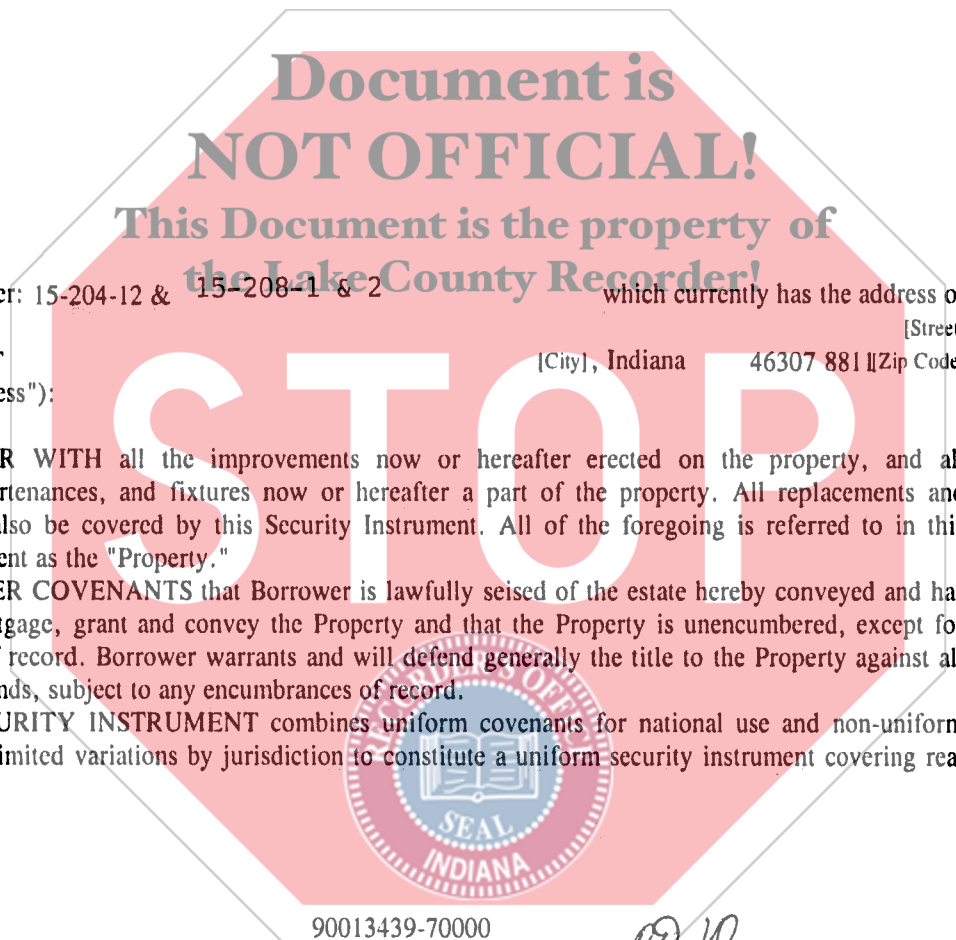 Document is
NOT OFFICIAL!
This Document is the property of
the Lake County Recorder!
er: 15-204-12 & 15-208-1 & 2 which currently has the address o
[Street
[City], Indiana 46307 8811[Zip Code
ess"):
STOP
R WITH all the improvements now or hereafter erected on the property, and al
rtenances, and fixtures now or hereafter a part of the property. All replacements and
also be covered by this Security Instrument. All of the foregoing is referred to in thi
ent as the "Property."
ER COVENANTS that Borrower is lawfully seised of the estate hereby conveyed and ha
tgage, grant and convey the Property and that the Property is unencumbered, except fo
f record. Borrower warrants and will defend generally the title to the Property against al
nds, subject to any encumbrances of record.
URITY INSTRUMENT combines uniform covenants for national use and non-uniform
imited variations by jurisdiction to constitute a uniform security instrument covering rea
RECORDER'S OFFICE
SEAL
INDIANA
90013439-70000